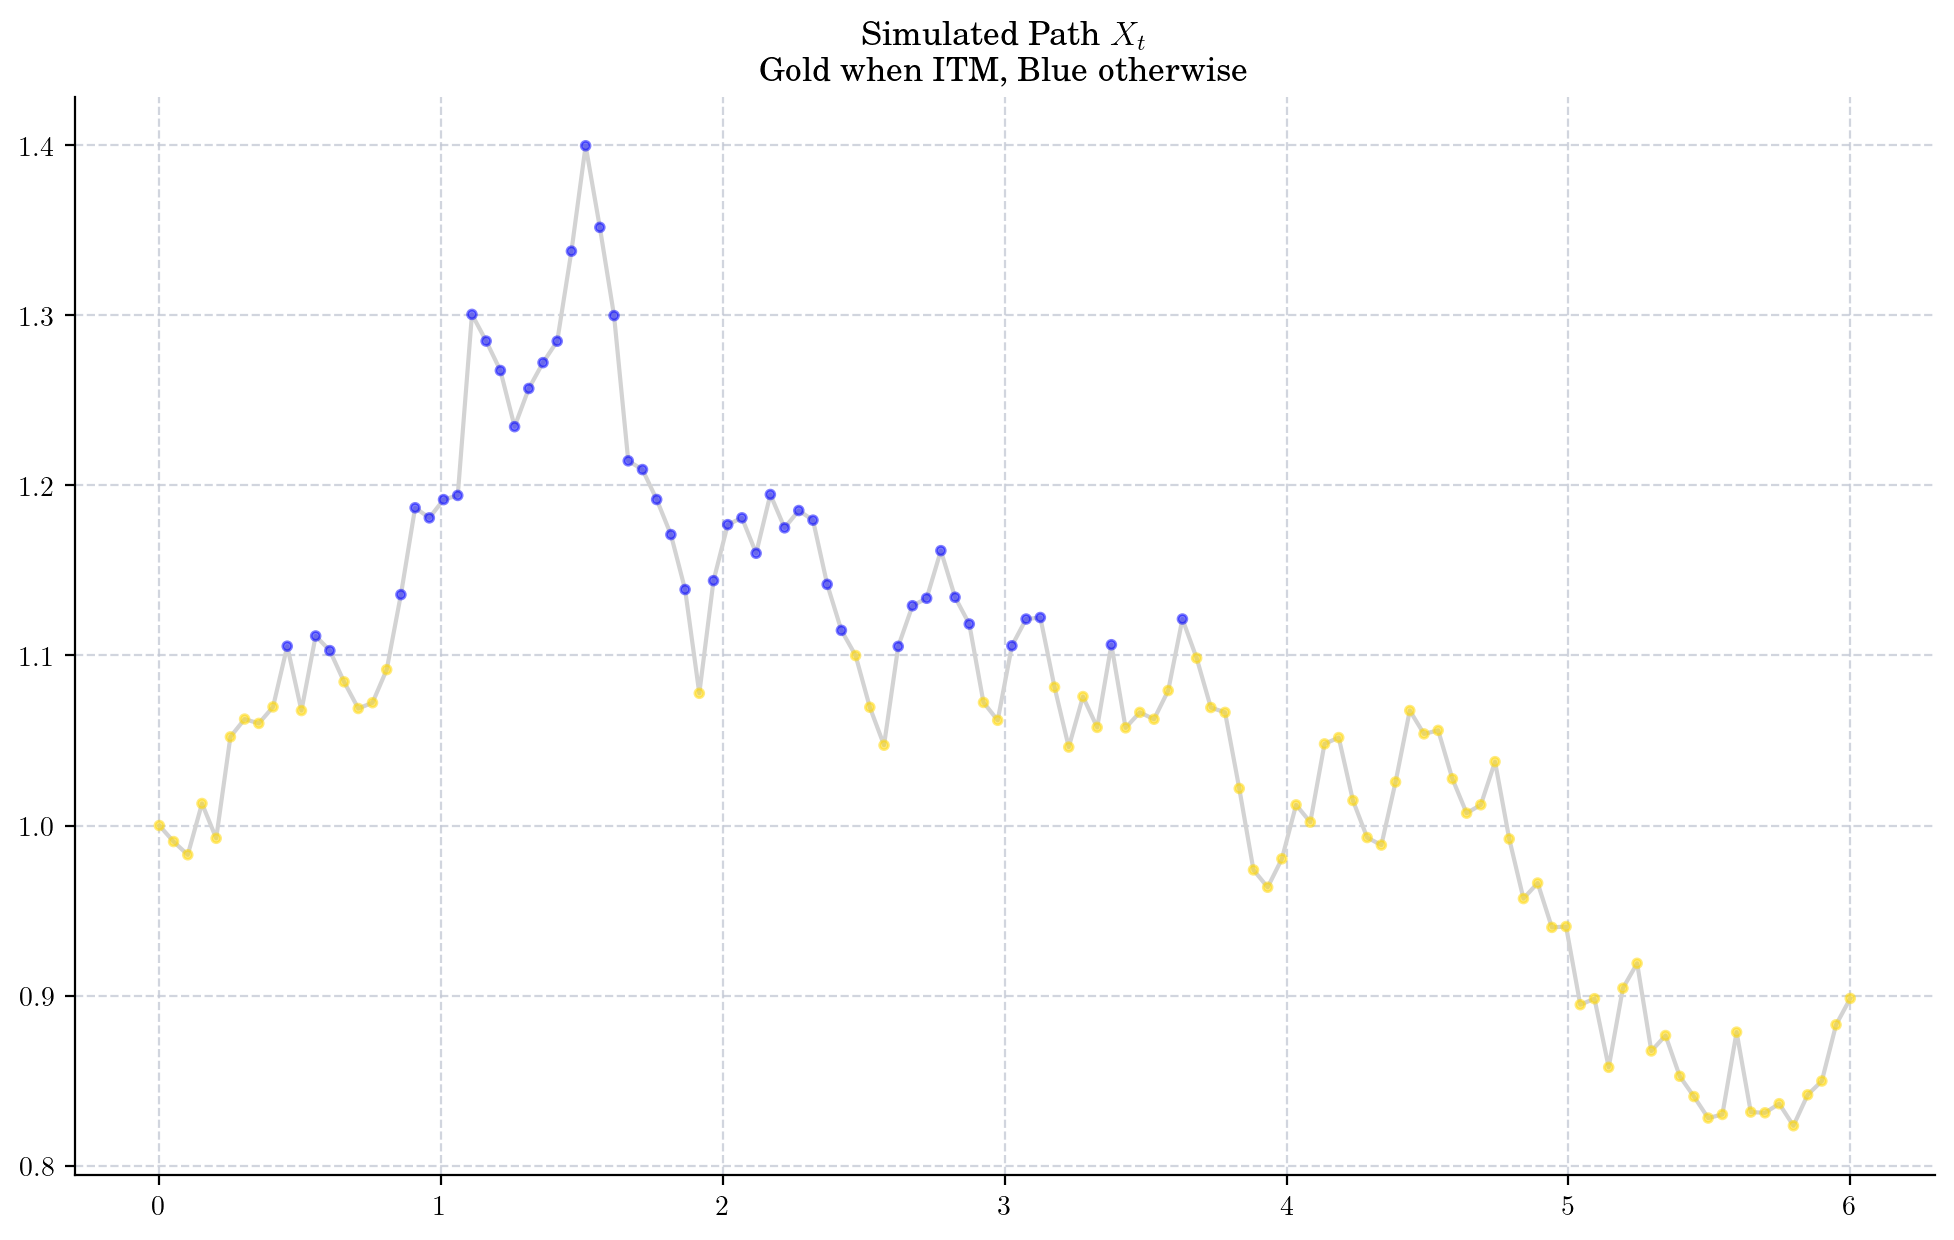 Simulated Path Xₜ
Gold when ITM, Blue otherwise
1.4
1.3
1.2
1.1
1.0
0.9
0.8
0 1 2 3 4 5 6